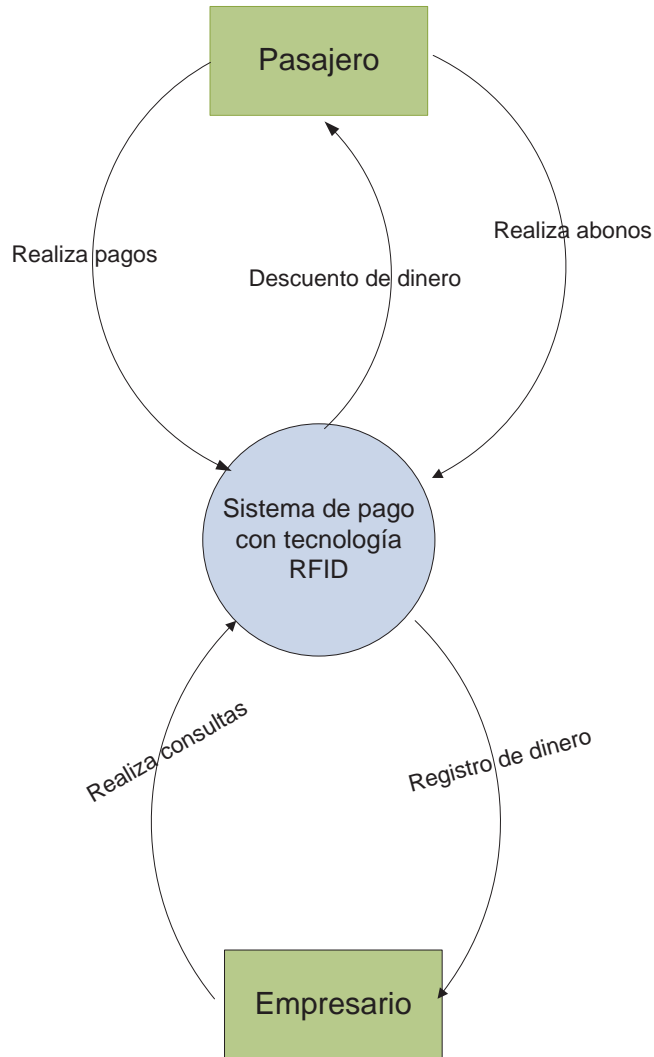 Pasajero
Realiza pagos
Realiza abonos
Descuento de dinero
Sistema de pago
con tecnología
RFID
Realiza consultas
Registro de dinero
Empresario